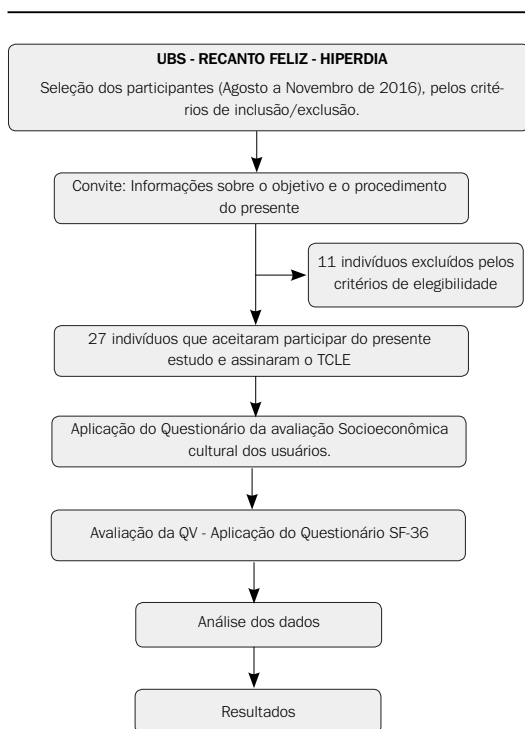 UBS - RECANTO FELIZ - HIPERDIA
Seleção dos participantes (Agosto a Novembro de 2016), pelos crité-
rios de inclusão/exclusão.
Convite: Informações sobre o objetivo e o procedimento
do presente
11 indivíduos excluídos pelos
critérios de elegibilidade
27 indivíduos que aceitaram participar do presente
estudo e assinaram o TCLE
Aplicação do Questionário da avaliação Socioeconômica
cultural dos usuários.
Avaliação da QV - Aplicação do Questionário SF-36
Análise dos dados
Resultados